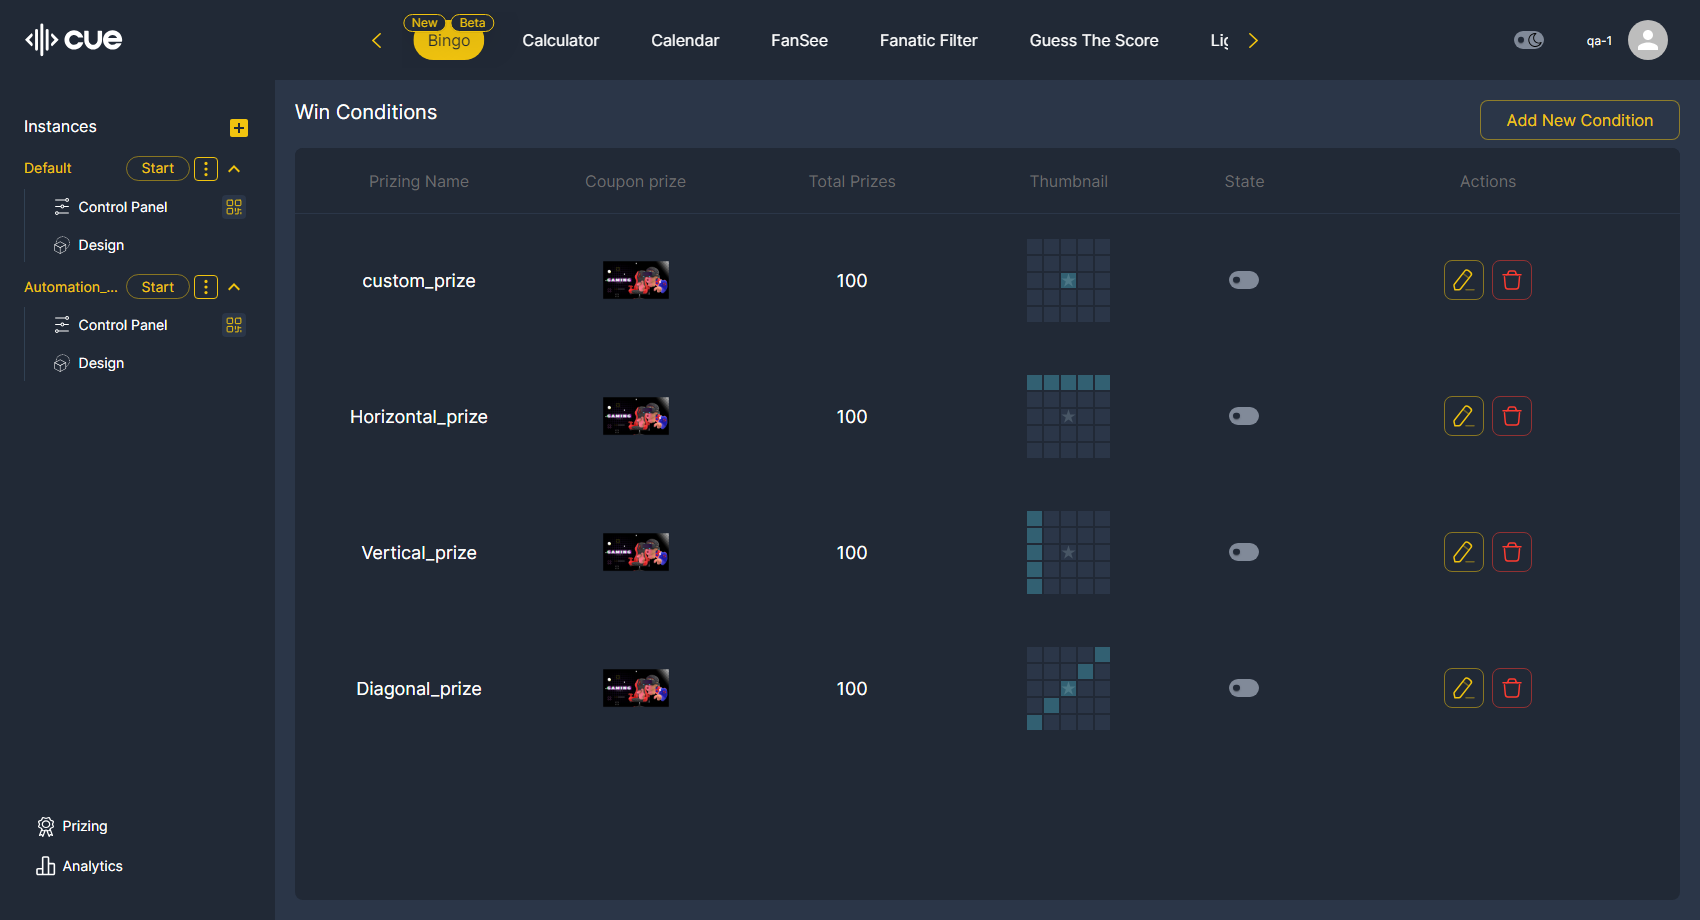 cue
New Beta
Bingo Calculator Calendar FanSee Fanatic Filter Guess The Score
qa-1
Instances
Default Start
Control Panel
Design
Automation_... Start
Control Panel
Design
Prizing
Analytics
Win Conditions
Add New Condition
Prizing Name Coupon prize Total Prizes Thumbnail State Actions
custom_prize GAMING 100
Horizontal_prize GAMING 100
Vertical_prize GAMING 100
Diagonal_prize GAMING 100